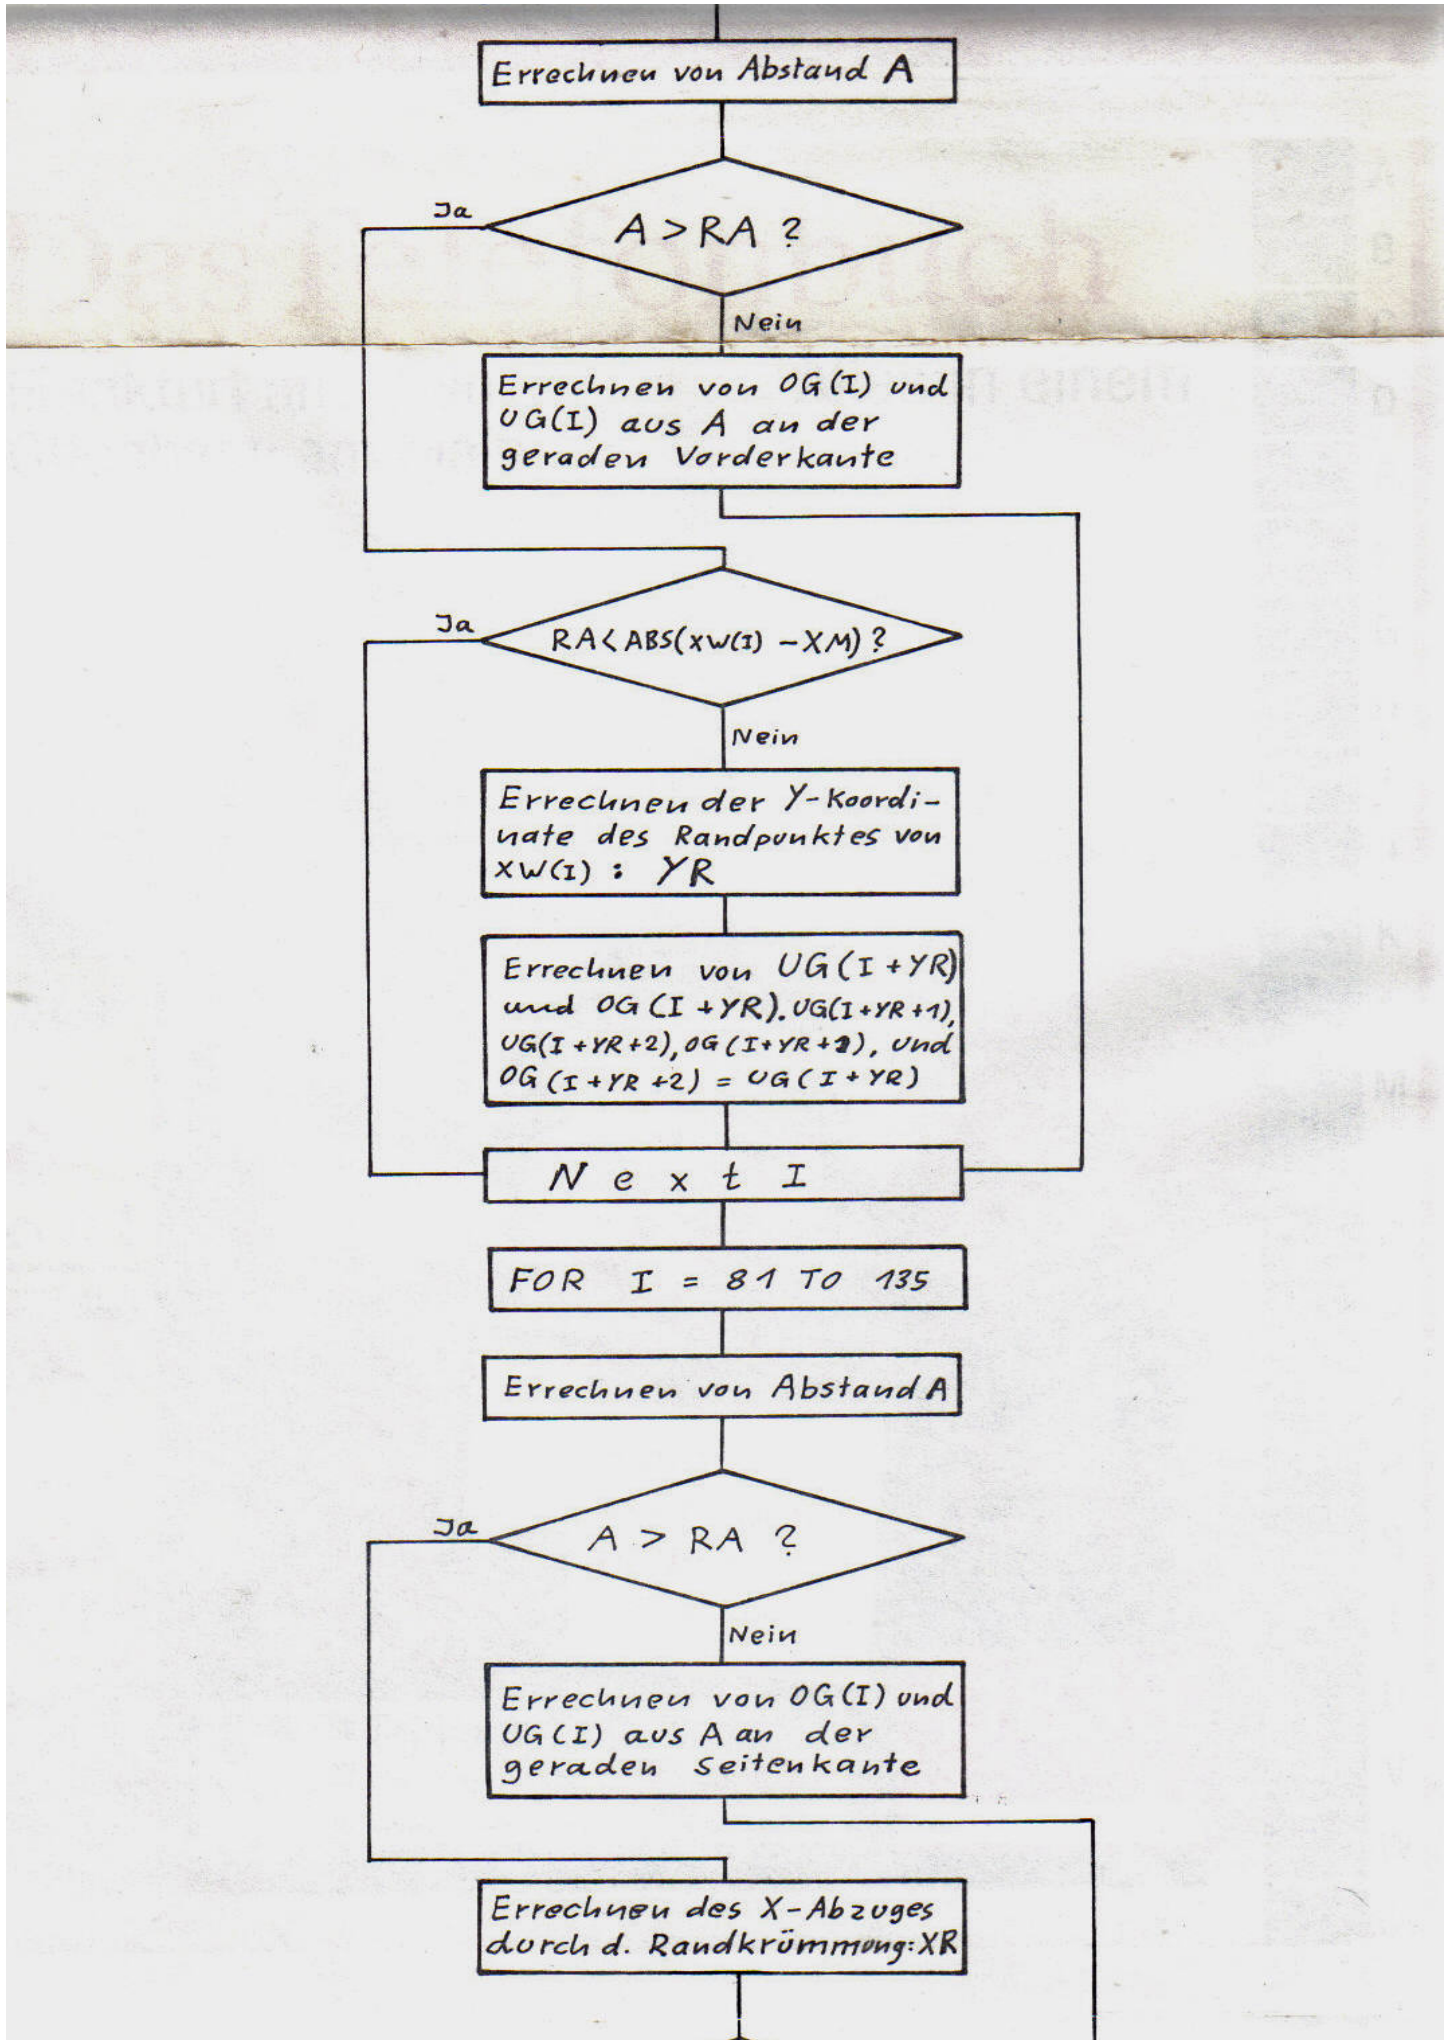 Errechnen von Abstand A
Ja
A > RA ?
Nein
Errechnen von OG(I) und
UG(I) aus A an der
geraden Vorderkante
Ja
RA < ABS(XW(I) - XM) ?
Nein
Errechnen der Y-Koordi-
nate des Randpunktes von
XW(I) : YR
Errechnen von UG(I+YR)
und OG(I+YR). UG(I+YR+1),
UG(I+YR+2), OG(I+YR+1), und
OG(I+YR+2) = UG(I+YR)
Next I
FOR I = 81 TO 135
Errechnen von Abstand A
Ja
A > RA ?
Nein
Errechnen von OG(I) und
UG(I) aus A an der
geraden Seitenkante
Errechnen des X-Abzuges
durch d. Randkrümmung: XR